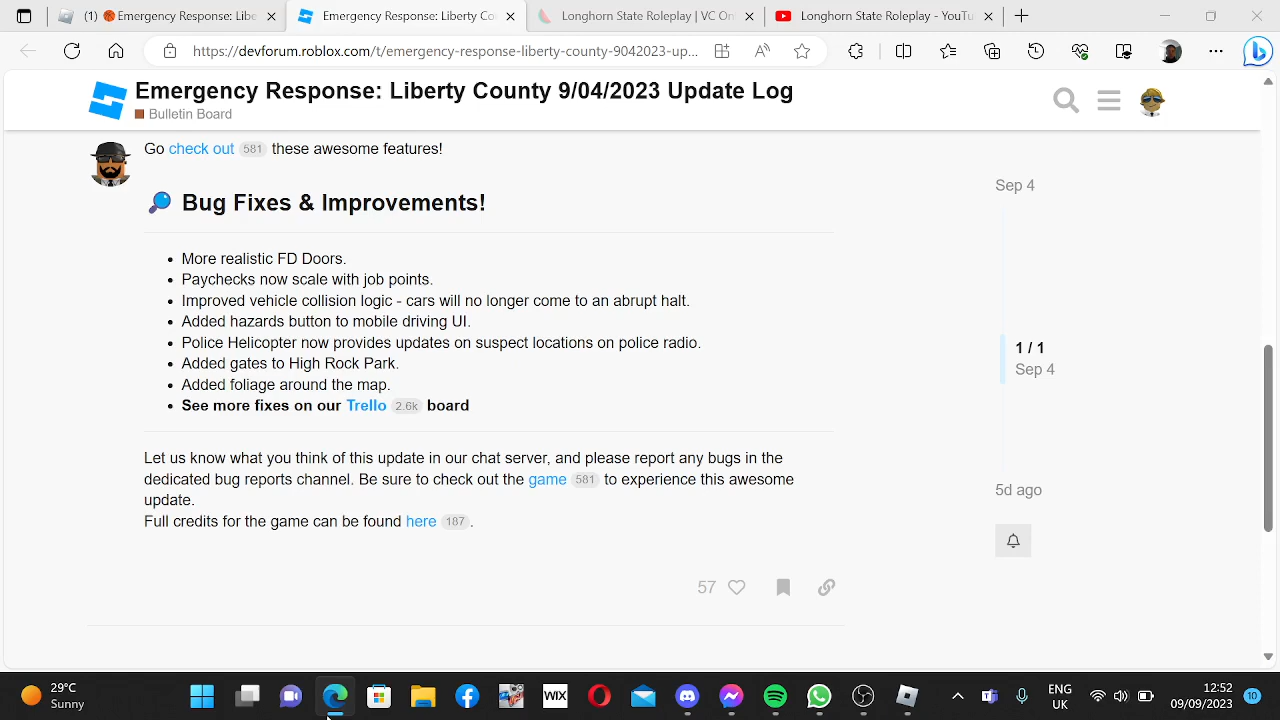 (1) Emergency Response: Libe
Emergency Response: Liberty Co
Longhorn State Roleplay | VC On
Longhorn State Roleplay - YouTu
https://devforum.roblox.com/t/emergency-response-liberty-county-9042023-up...
Emergency Response: Liberty County 9/04/2023 Update Log
Bulletin Board
Go check out 581 these awesome features!
Sep 4
Bug Fixes & Improvements!
More realistic FD Doors.
Paychecks now scale with job points.
Improved vehicle collision logic - cars will no longer come to an abrupt halt.
Added hazards button to mobile driving UI.
Police Helicopter now provides updates on suspect locations on police radio.
1 / 1
Sep 4
Added gates to High Rock Park.
Added foliage around the map.
See more fixes on our Trello 2.6k board
Let us know what you think of this update in our chat server, and please report any bugs in the
dedicated bug reports channel. Be sure to check out the game 581 to experience this awesome
update.
Full credits for the game can be found here 187.
5d ago
57
29°C
Sunny
WIX
ENG
UK
12:52
09/09/2023
10